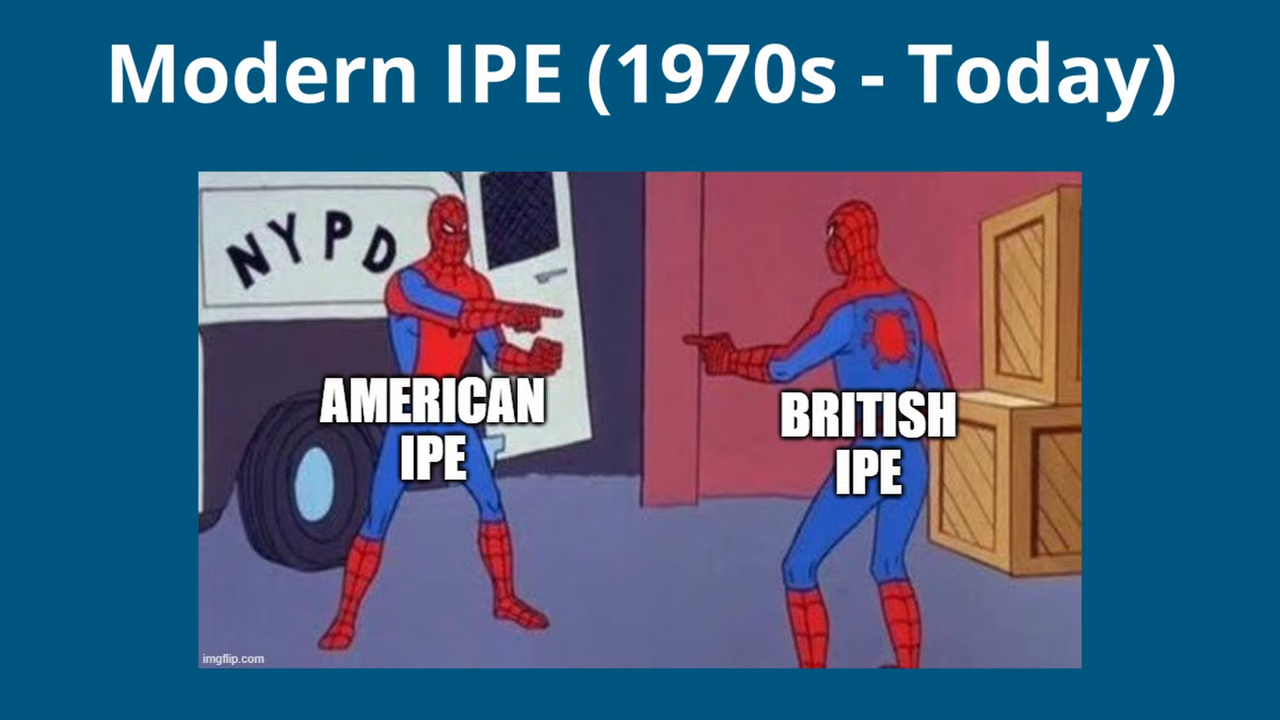 Modern IPE (1970s - Today)
NYPD
AMERICAN
IPE
BRITISH
IPE
imgflip.com